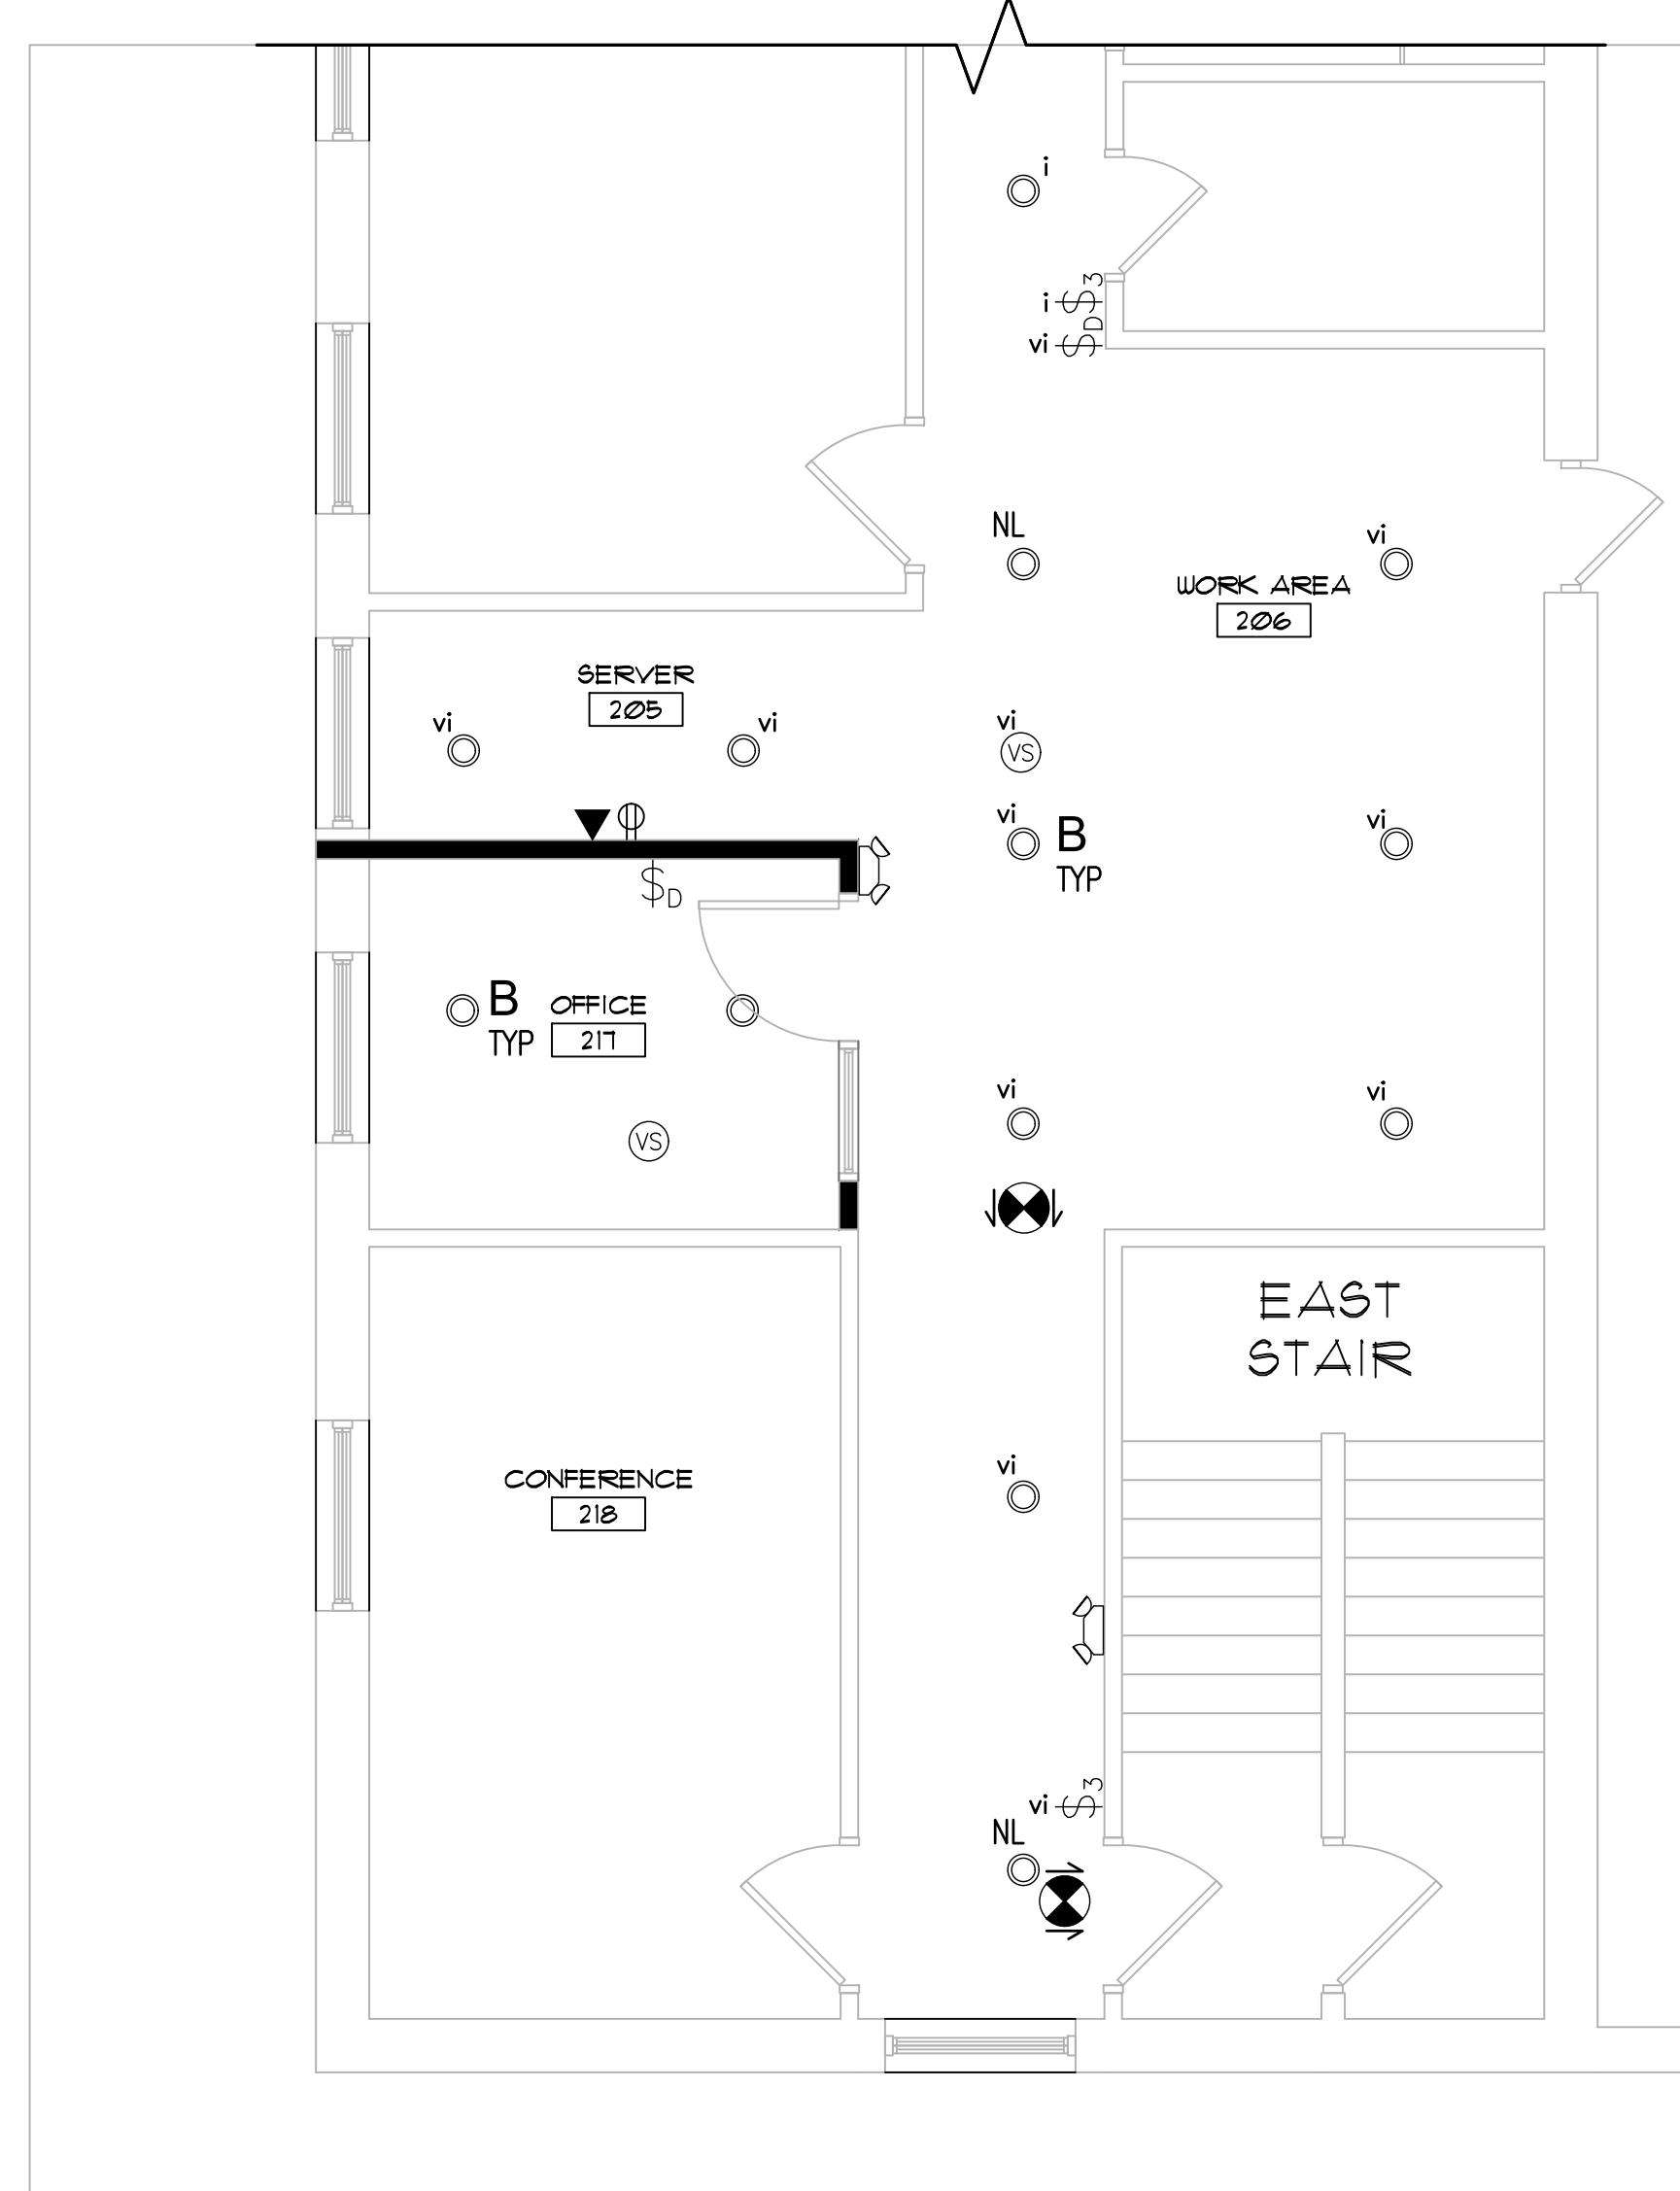 i
3
i $
D
vi $
NL
vi
WORK AREA
206
SERVER
205
vi
vi
vi
VS
vi
B
TYP
vi
$D
B
TYP
OFFICE
217
VS
vi
vi
EAST
STAIR
vi
CONFERENCE
218
3
vi $
NL